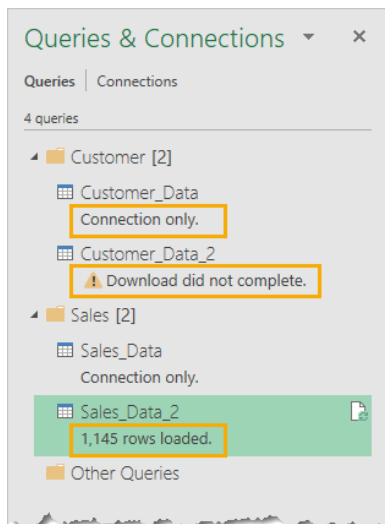 Queries & Connections
Queries | Connections
4 queries
Customer [2]
Customer_Data
Connection only.
Customer_Data_2
Download did not complete.
Sales [2]
Sales_Data
Connection only.
Sales_Data_2
1,145 rows loaded.
Other Queries